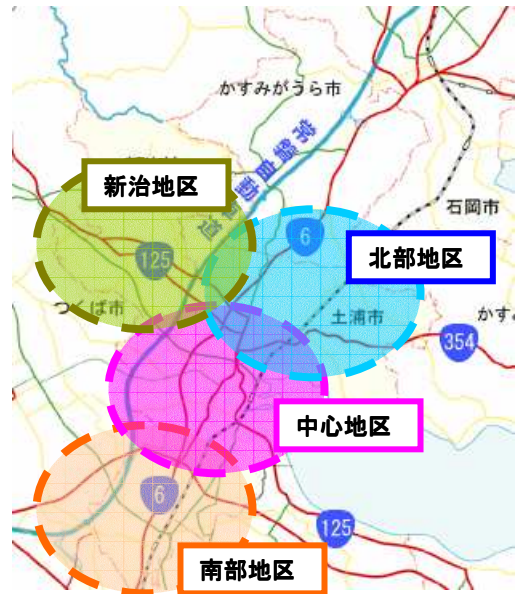 かすみがうら市
常磐自動車道
新治地区
石岡市
6
北部地区
125
つくば市
土浦市
かす
354
中心地区
6
125
南部地区